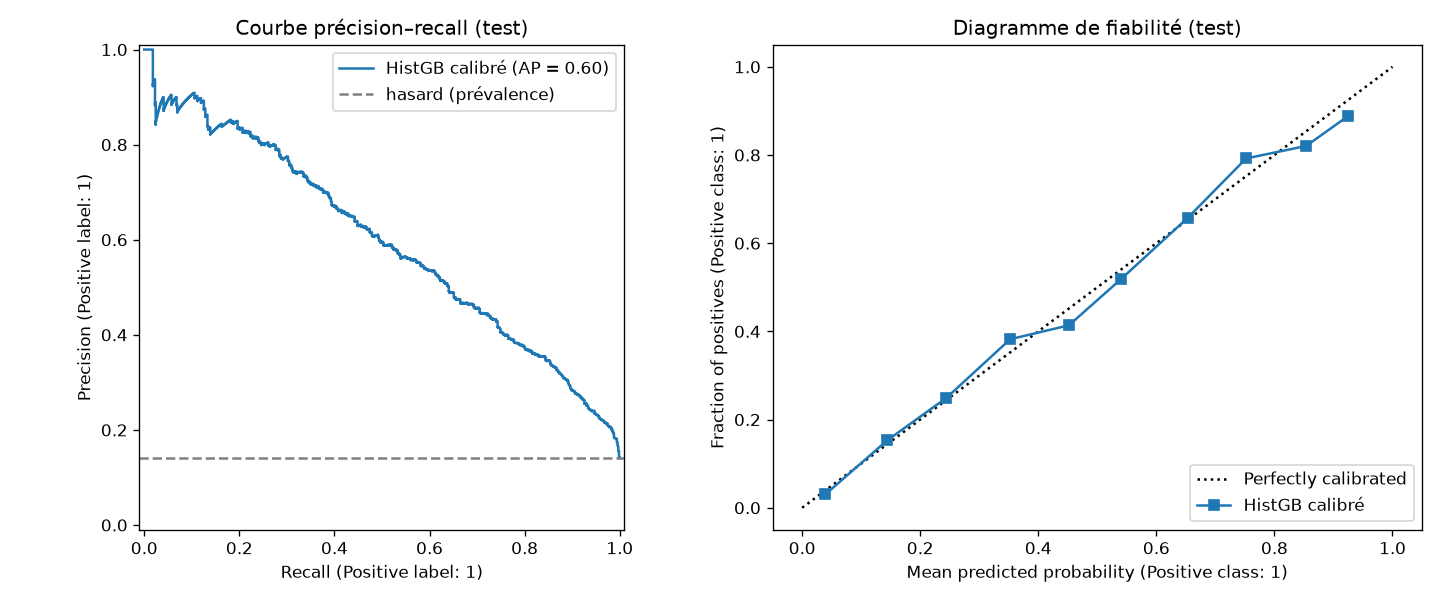 Courbe précision–recall (test)
HistGB calibré (AP = 0.60)
hasard (prévalence)
1.0
0.8
0.6
0.4
0.2
0.0
Precision (Positive label: 1)
0.0 0.2 0.4 0.6 0.8 1.0
Recall (Positive label: 1)
Diagramme de fiabilité (test)
1.0
0.8
0.6
0.4
0.2
0.0
Fraction of positives (Positive class: 1)
Perfectly calibrated
HistGB calibré
0.0 0.2 0.4 0.6 0.8 1.0
Mean predicted probability (Positive class: 1)